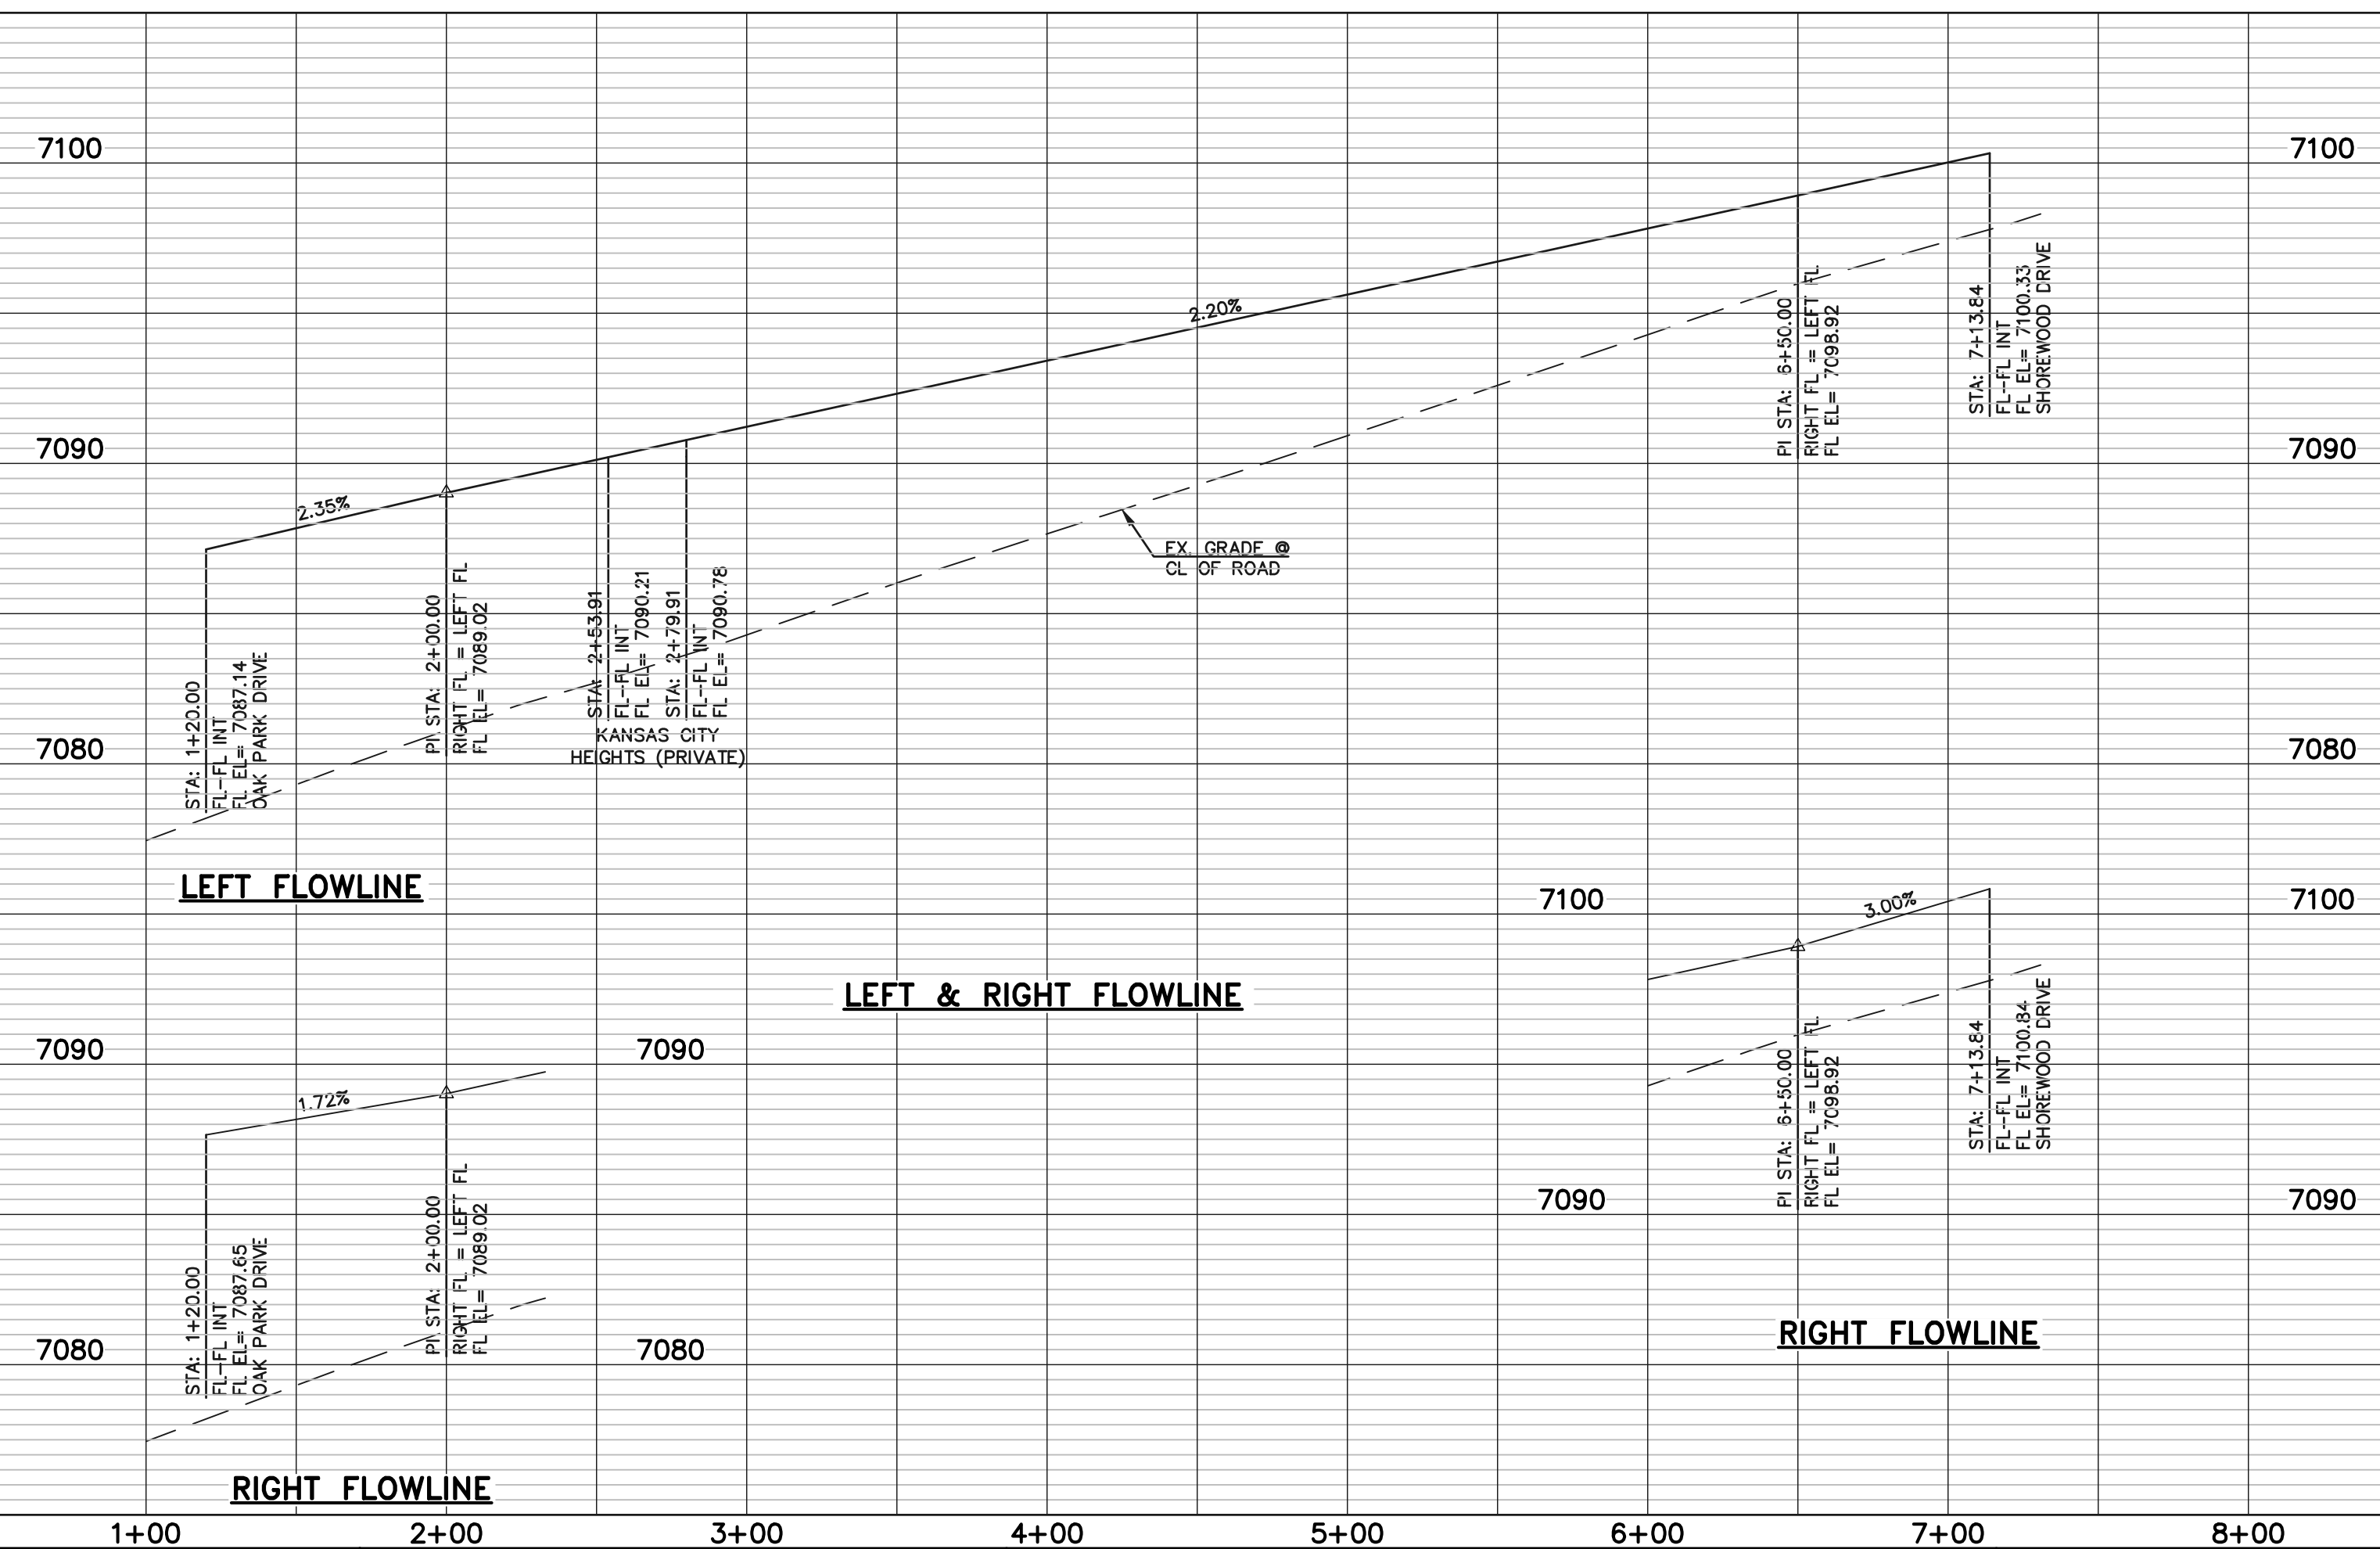 7100
7100
2.20%
7090
7090
2.35%
STA: 1+20.00
FL-FL INT
FL EL= 7087.14
OAK PARK DRIVE
PI STA: 2+00.00
RIGHT FL = LEFT FL
FL EL= 7089.02
STA: 2+53.91
FL-FL INT
FL EL= 7090.21
STA: 2+79.91
FL-FL INT
FL EL= 7090.78
KANSAS CITY
HEIGHTS (PRIVATE)
EX. GRADE @
CL OF ROAD
PI STA: 6+50.00
RIGHT FL = LEFT FL
FL EL= 7098.92
STA: 7+13.84
FL-FL INT
FL EL= 7100.33
SHOREWOOD DRIVE
7080
7080
LEFT FLOWLINE
LEFT & RIGHT FLOWLINE
7090
7090
1.72%
STA: 1+20.00
FL-FL INT
FL EL= 7087.65
OAK PARK DRIVE
PI STA: 2+00.00
RIGHT FL = LEFT FL
FL EL= 7089.02
7080
7080
RIGHT FLOWLINE
7100
7100
3.00%
PI STA: 6+50.00
RIGHT FL = LEFT FL
FL EL= 7098.92
STA: 7+13.84
FL-FL INT
FL EL= 7100.84
SHOREWOOD DRIVE
7090
7090
RIGHT FLOWLINE
1+00 2+00 3+00 4+00 5+00 6+00 7+00 8+00